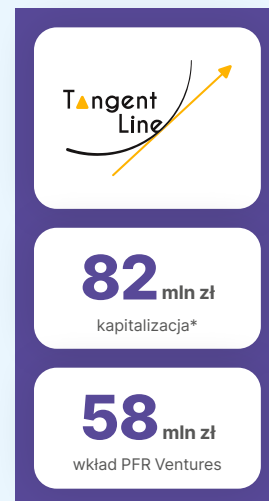 Tangent
Line
82 mln zł
kapitalizacja*
58 mln zł
wkład PFR Ventures